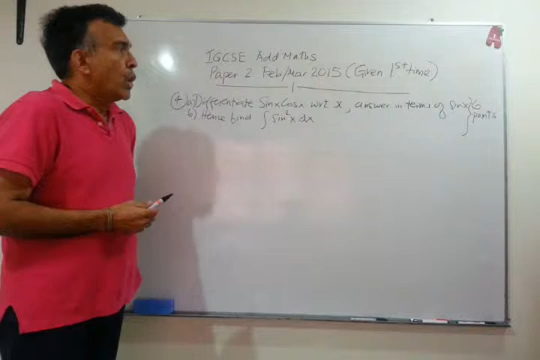 IGCSE Add Maths
Paper 2 Feb/Mar 2015 (Given 1st time)
4 a) Differentiate sinx cosx wrt x, answer in terms of sinx 6 points
b) Hence find ∫ sin²x dx